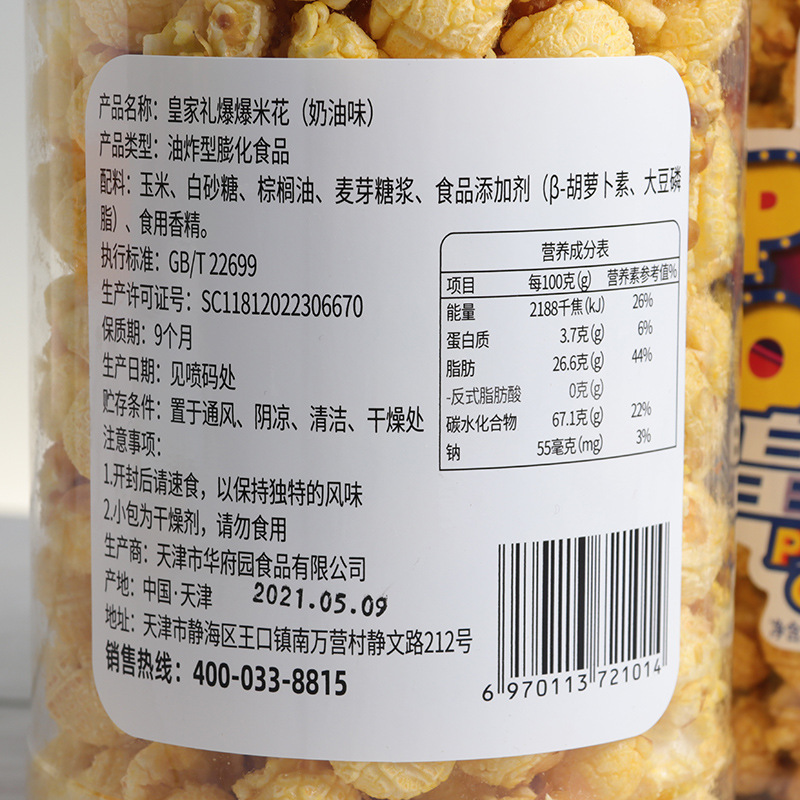 产品名称：皇家礼爆爆米花（奶油味）
产品类型：油炸型膨化食品
配料：玉米、白砂糖、棕榈油、麦芽糖浆、食品添加剂（β-胡萝卜素、大豆磷
脂）、食用香精。
执行标准：GB/T 22699
生产许可证号：SC11812022306670
保质期：9个月
生产日期：见喷码处
贮存条件：置于通风、阴凉、清洁、干燥处
注意事项：
1.开封后请速食，以保持独特的风味
2.小包为干燥剂，请勿食用
生产商：天津市华府园食品有限公司
产地：中国·天津
2021.05.09
地址：天津市静海区王口镇南万营村静文路212号
销售热线：400-033-8815
营养成分表
项目 每100克(g) 营养素参考值%
能量 2188千焦(kJ) 26%
蛋白质 3.7克(g) 6%
脂肪 26.6克(g) 44%
-反式脂肪酸 0克(g)
碳水化合物 67.1克(g) 22%
钠 55毫克(mg) 3%
6 970113 721014
P
O
皇
P
净含